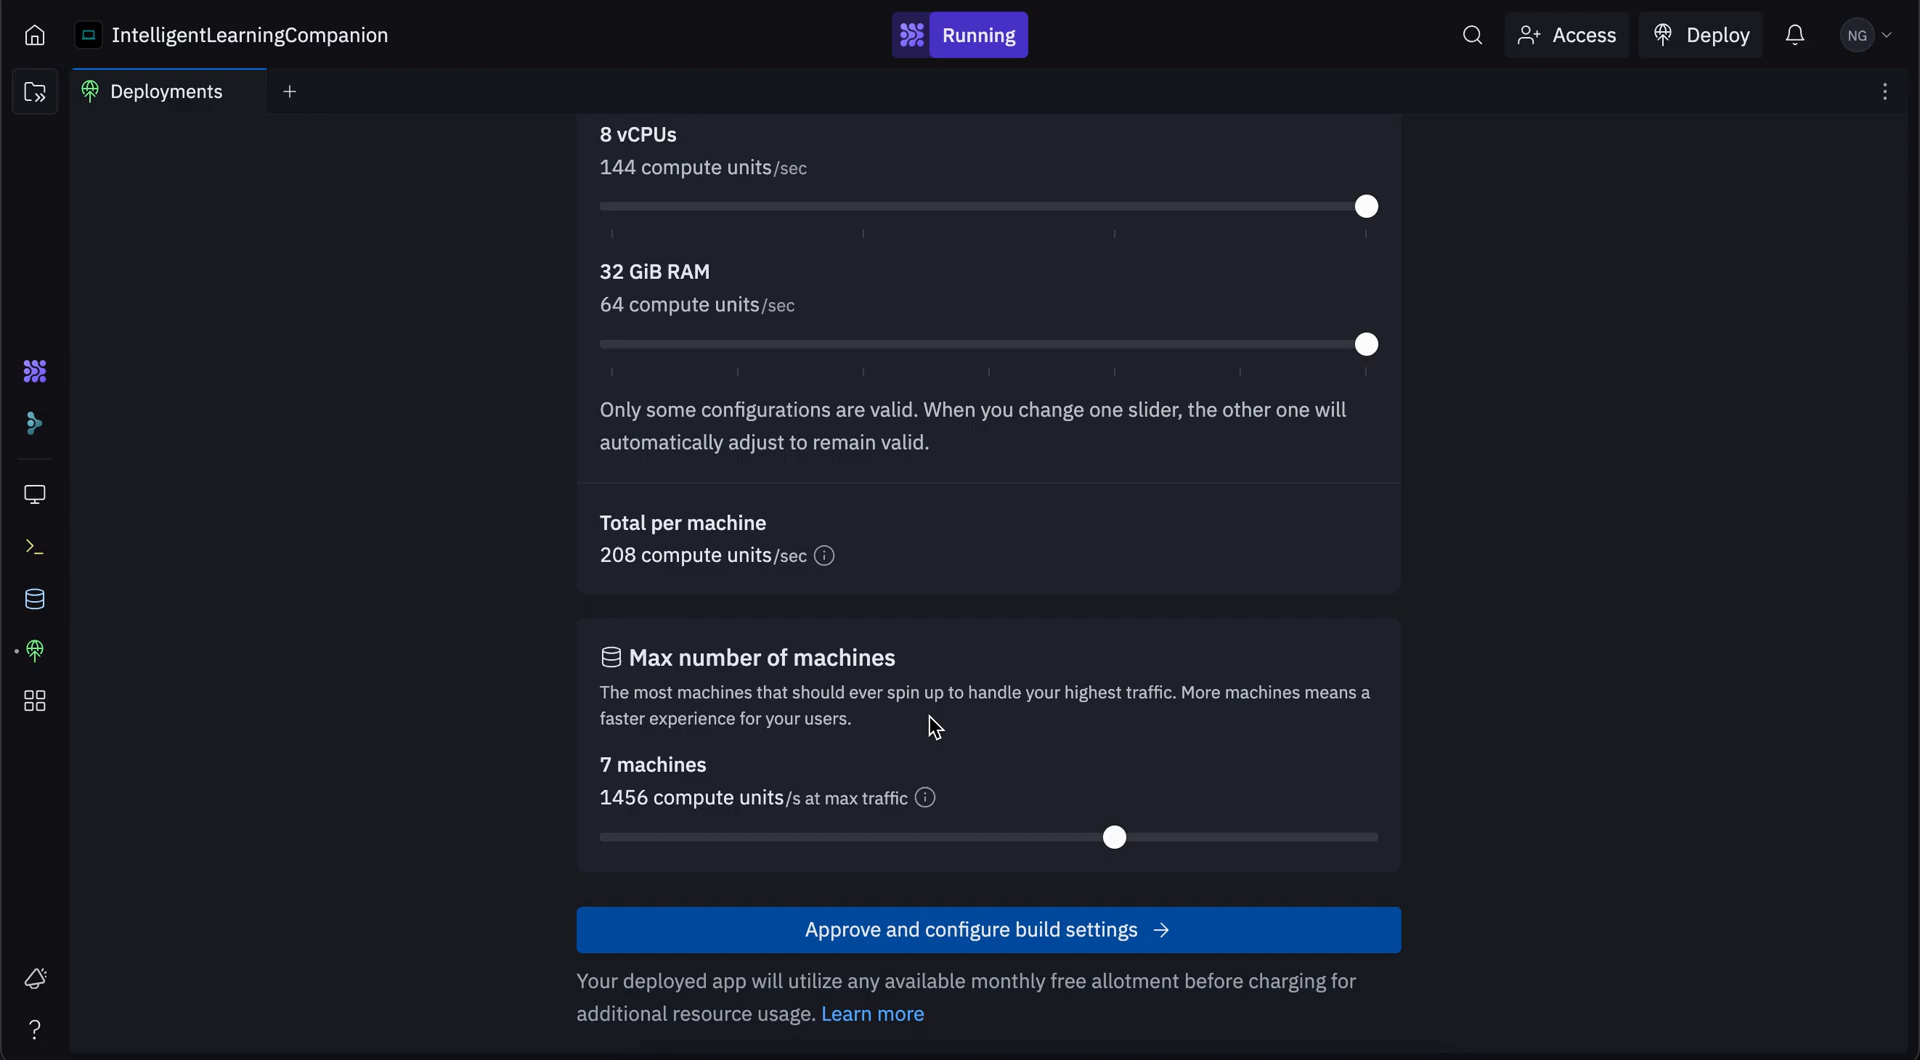 IntelligentLearningCompanion
Running
Access
Deploy
NG
Deployments
8 vCPUs
144 compute units/sec
32 GiB RAM
64 compute units/sec
Only some configurations are valid. When you change one slider, the other one will
automatically adjust to remain valid.
Total per machine
208 compute units/sec
Max number of machines
The most machines that should ever spin up to handle your highest traffic. More machines means a
faster experience for your users.
7 machines
1456 compute units/s at max traffic
Approve and configure build settings →
Your deployed app will utilize any available monthly free allotment before charging for
additional resource usage. Learn more